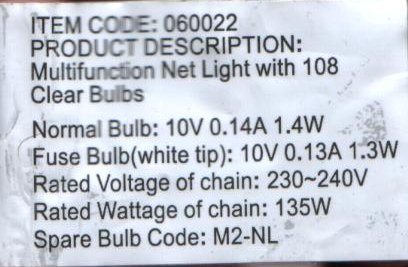 ITEM CODE: 060022
PRODUCT DESCRIPTION:
Multifunction Net Light with 108
Clear Bulbs
Normal Bulb: 10V 0.14A 1.4W
Fuse Bulb(white tip): 10V 0.13A 1.3W
Rated Voltage of chain: 230~240V
Rated Wattage of chain: 135W
Spare Bulb Code: M2-NL